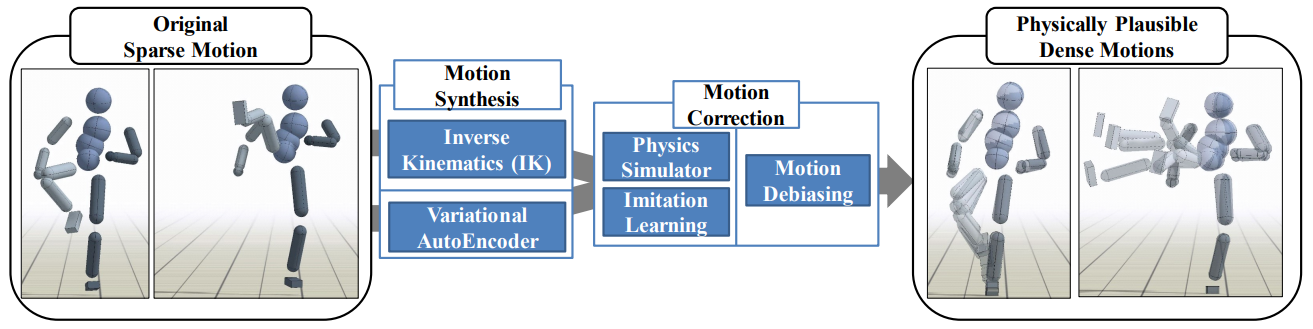 Original
Sparse Motion
Motion
Synthesis
Inverse
Kinematics (IK)
Variational
AutoEncoder
Motion
Correction
Physics
Simulator
Imitation
Learning
Motion
Debiasing
Physically Plausible
Dense Motions